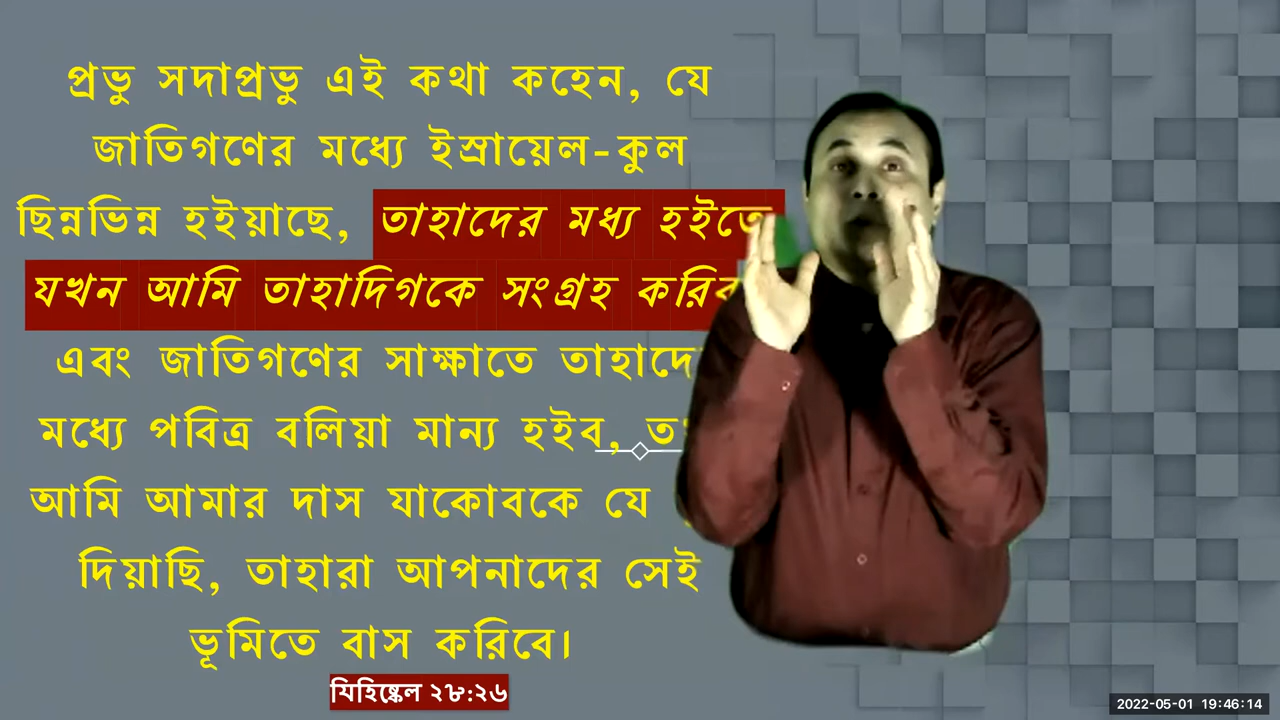 প্রভু সদাপ্রভু এই কথা কহেন, যে
জাতিগণের মধ্যে ইস্রায়েল-কুল
ছিন্নভিন্ন হইয়াছে, তাহাদের মধ্য হইতে
যখন আমি তাহাদিগকে সংগ্রহ
এবং জাতিগণের সাক্ষাতে
মধ্যে পবিত্র বলিয়া মান্য হইব,
আমি আমার দাস যাকোবকে যে
দিয়াছি, তাহারা আপনাদের সেই
ভূমিতে বাস করিবে।
যিহিষ্কেল ২৮:২৬
2022-05-01 19:46:14